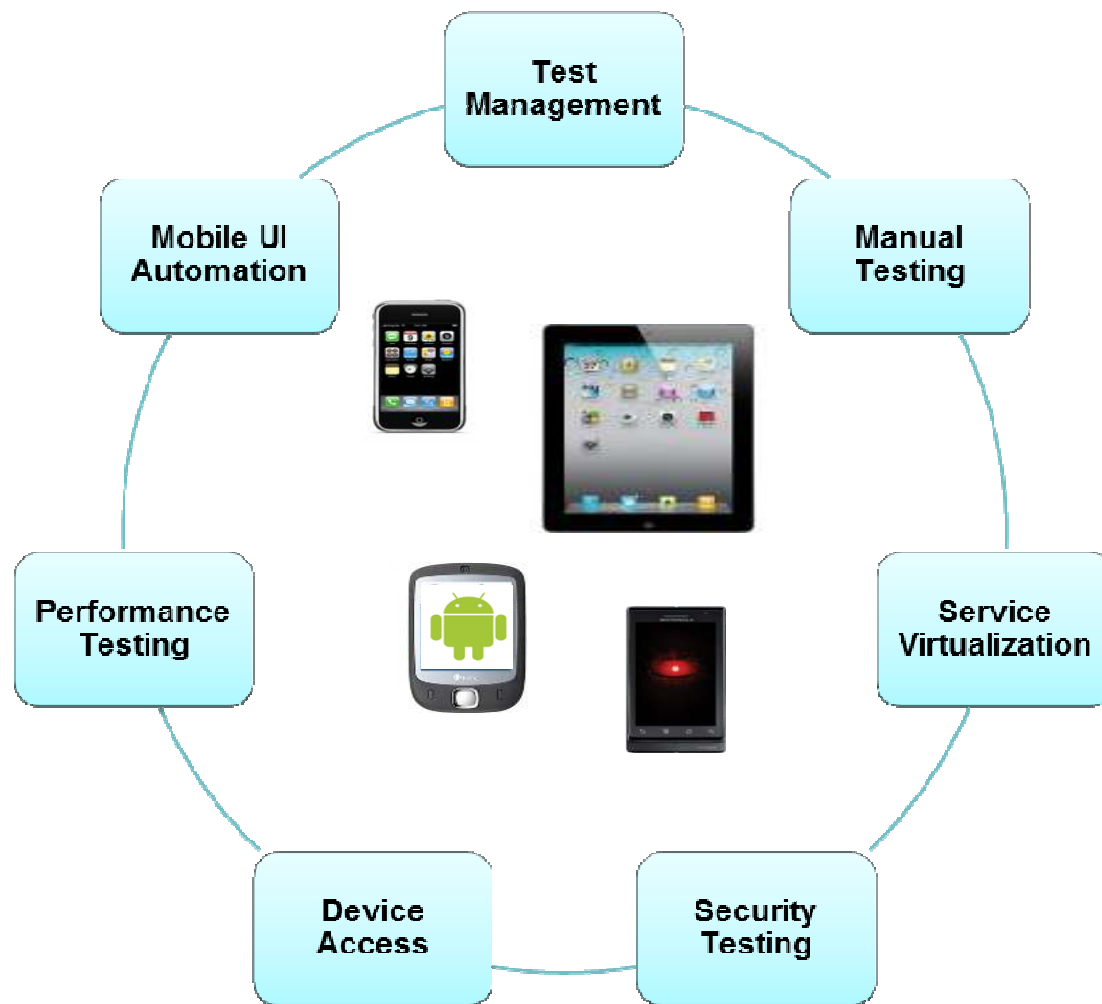 Test
Management
Mobile UI
Automation
Manual
Testing
Performance
Testing
Service
Virtualization
Device
Access
Security
Testing